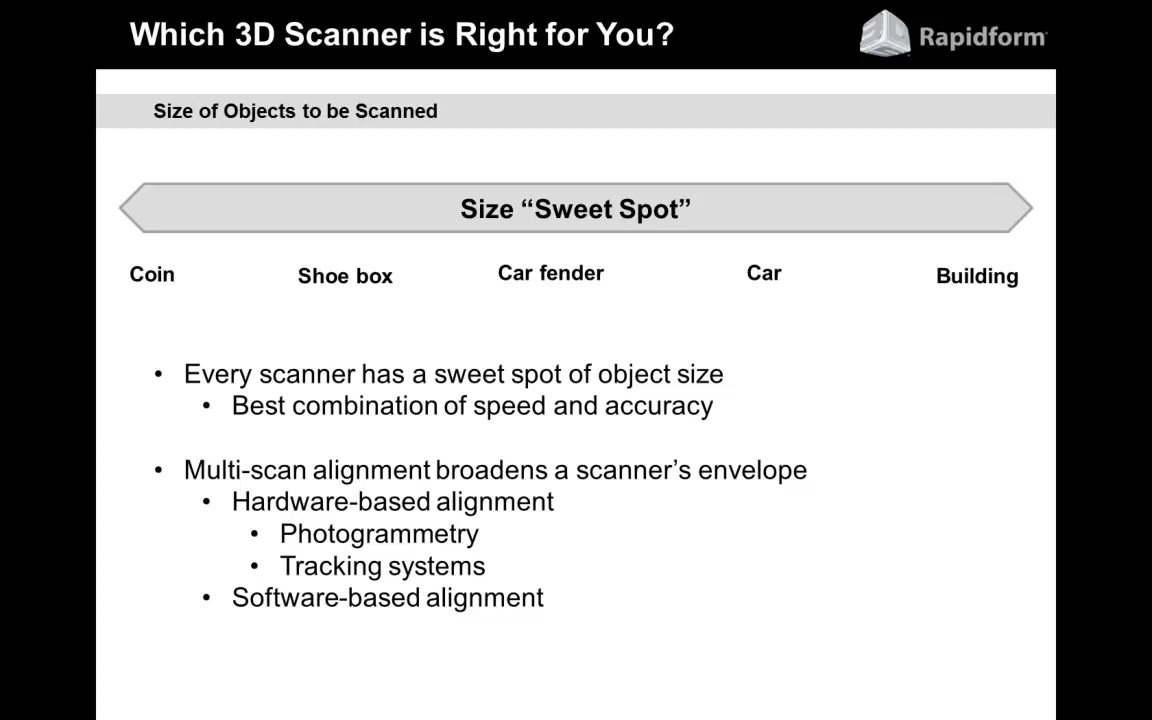 Which 3D Scanner is Right for You?
Rapidform
Size of Objects to be Scanned
Size “Sweet Spot”
Coin
Shoe box
Car fender
Car
Building
• Every scanner has a sweet spot of object size
• Best combination of speed and accuracy
• Multi-scan alignment broadens a scanner’s envelope
• Hardware-based alignment
• Photogrammetry
• Tracking systems
• Software-based alignment